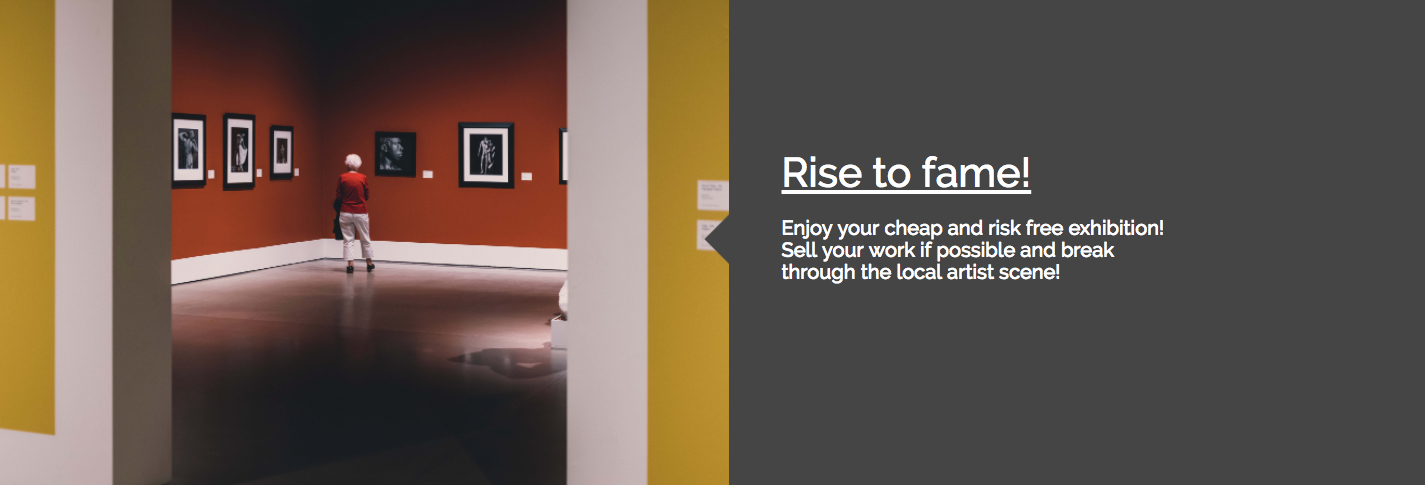 Rise to fame!
Enjoy your cheap and risk free exhibition!
Sell your work if possible and break
through the local artist scene!